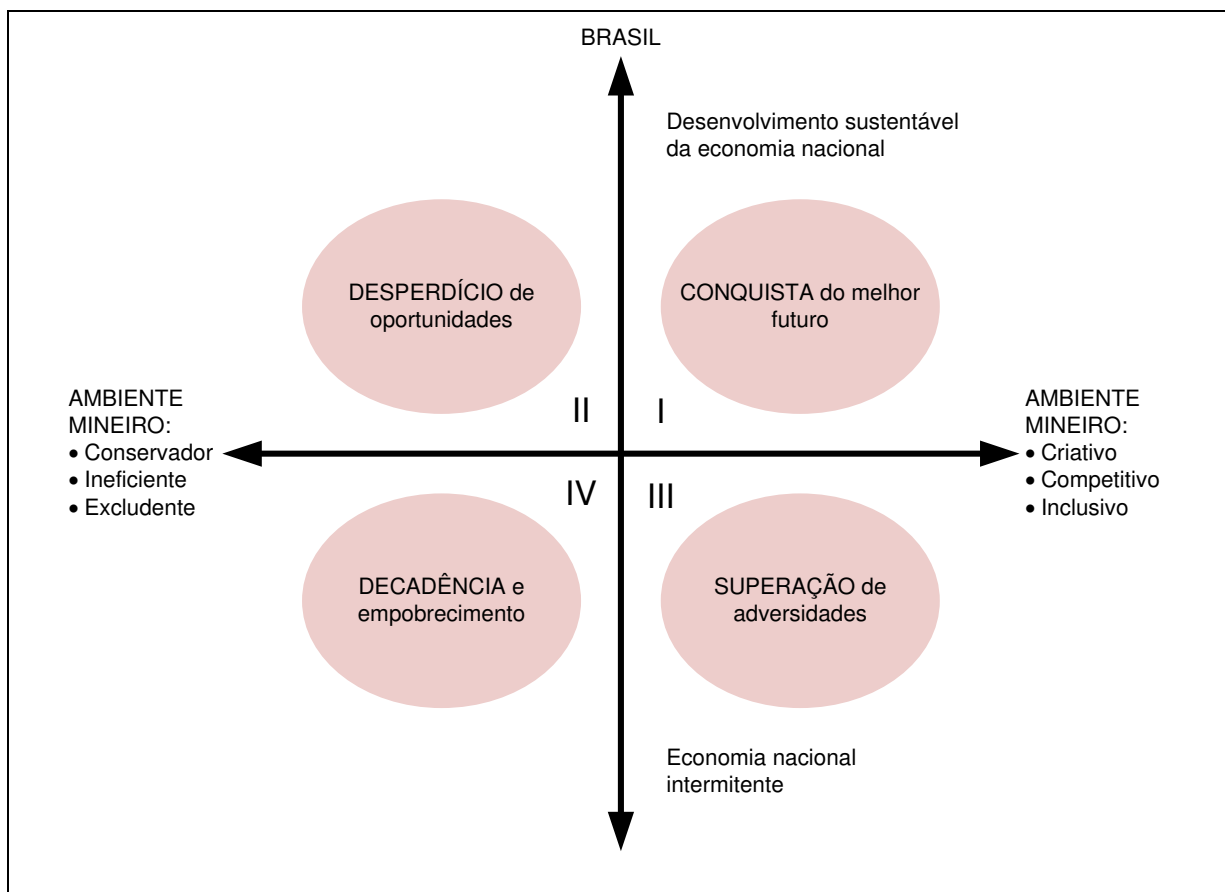 BRASIL
Desenvolvimento sustentável
da economia nacional
DESPERDÍCIO de
oportunidades
CONQUISTA do melhor
futuro
II
I
AMBIENTE
MINEIRO:
• Conservador
• Ineficiente
• Excludente
AMBIENTE
MINEIRO:
• Criativo
• Competitivo
• Inclusivo
IV
III
DECADÊNCIA e
empobrecimento
SUPERAÇÃO de
adversidades
Economia nacional
intermitente